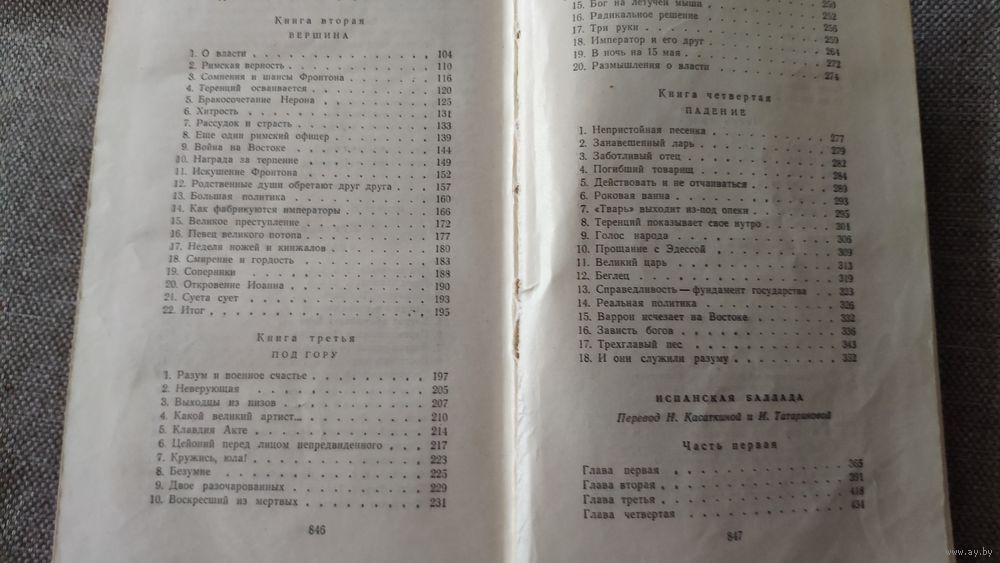 Книга вторая
ВЕРШИНА
1. О власти . . . 104
2. Римская верность . . . 110
3. Сомнения и шансы Фронтона . . . 116
4. Теренций осваивается . . . 120
5. Бракосочетание Нерона . . . 125
6. Хитрость . . . 131
7. Рассудок и страсть . . . 133
8. Еще один римский офицер . . . 139
9. Война на Востоке . . . 144
10. Награда за терпение . . . 149
11. Искушение Фронтона . . . 152
12. Родственные души обретают друг друга . . . 157
13. Большая политика . . . 160
14. Как фабрикуются императоры . . . 166
15. Великое преступление . . . 172
16. Певец великого потопа . . . 177
17. Неделя ножей и кинжалов . . . 180
18. Смирение и гордость . . . 183
19. Соперники . . . 188
20. Откровение Иоанна . . . 190
21. Суета сует . . . 193
22. Итог . . . 195
Книга третья
ПОД ГОРУ
1. Разум и военное счастье . . . 197
2. Неверующая . . . 205
3. Выходцы из низов . . . 207
4. Какой великий артист... . . . 210
5. Клавдия Акте . . . 214
6. Цейоний перед лицом непредвиденного . . . 217
7. Кружись, юла! . . . 223
8. Безумие . . . 225
9. Двое разочарованных . . . 229
10. Воскресший из мертвых . . . 231
846
15. Бог на летучей мыши . . . 250
16. Радикальное решение . . . 252
17. Три руки . . . 256
18. Император и его друг . . . 259
19. В ночь на 15 мая . . . 264
20. Размышления о власти . . . 272
274
Книга четвертая
ПАДЕНИЕ
1. Непристойная песенка . . . 277
2. Занавешенный ларь . . . 279
3. Заботливый отец . . . 282
4. Погибший товарищ . . . 284
5. Действовать и не отчаиваться . . . 289
6. Роковая ванна . . . 293
7. «Тварь» выходит из-под опеки . . . 295
8. Теренций показывает свое нутро . . . 301
9. Голос народа . . . 306
10. Прощание с Эдессой . . . 309
11. Великий царь . . . 313
12. Беглец . . . 319
13. Справедливость — фундамент государства . . . 323
14. Реальная политика . . . 326
15. Варрон исчезает на Востоке . . . 332
16. Зависть богов . . . 336
17. Трехглавый пес . . . 343
18. И они служили разуму . . . 352
ИСПАНСКАЯ БАЛЛАДА
Перевод Н. Касаткиной и И. Татариновой
Часть первая
Глава первая . . . 365
Глава вторая . . . 391
Глава третья . . . 418
Глава четвертая . . . 434
847
www.ay.by